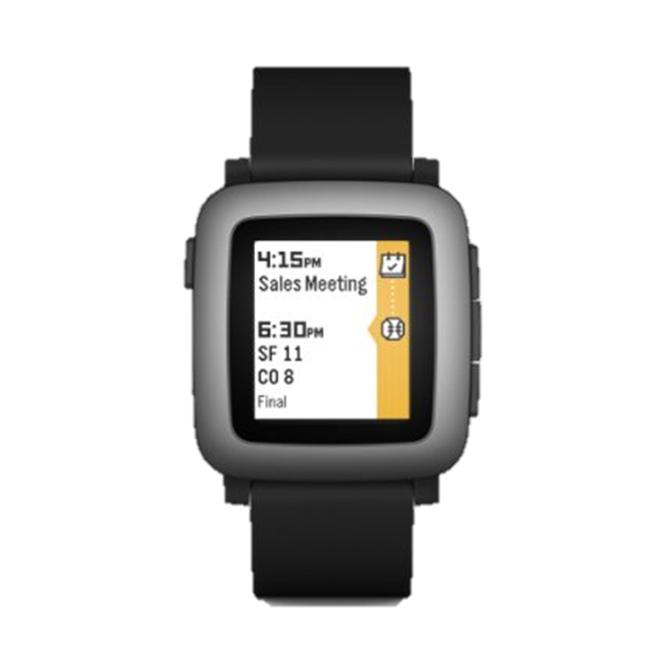 4:15PM
Sales Meeting
6:30PM
SF 11
CO 8
Final